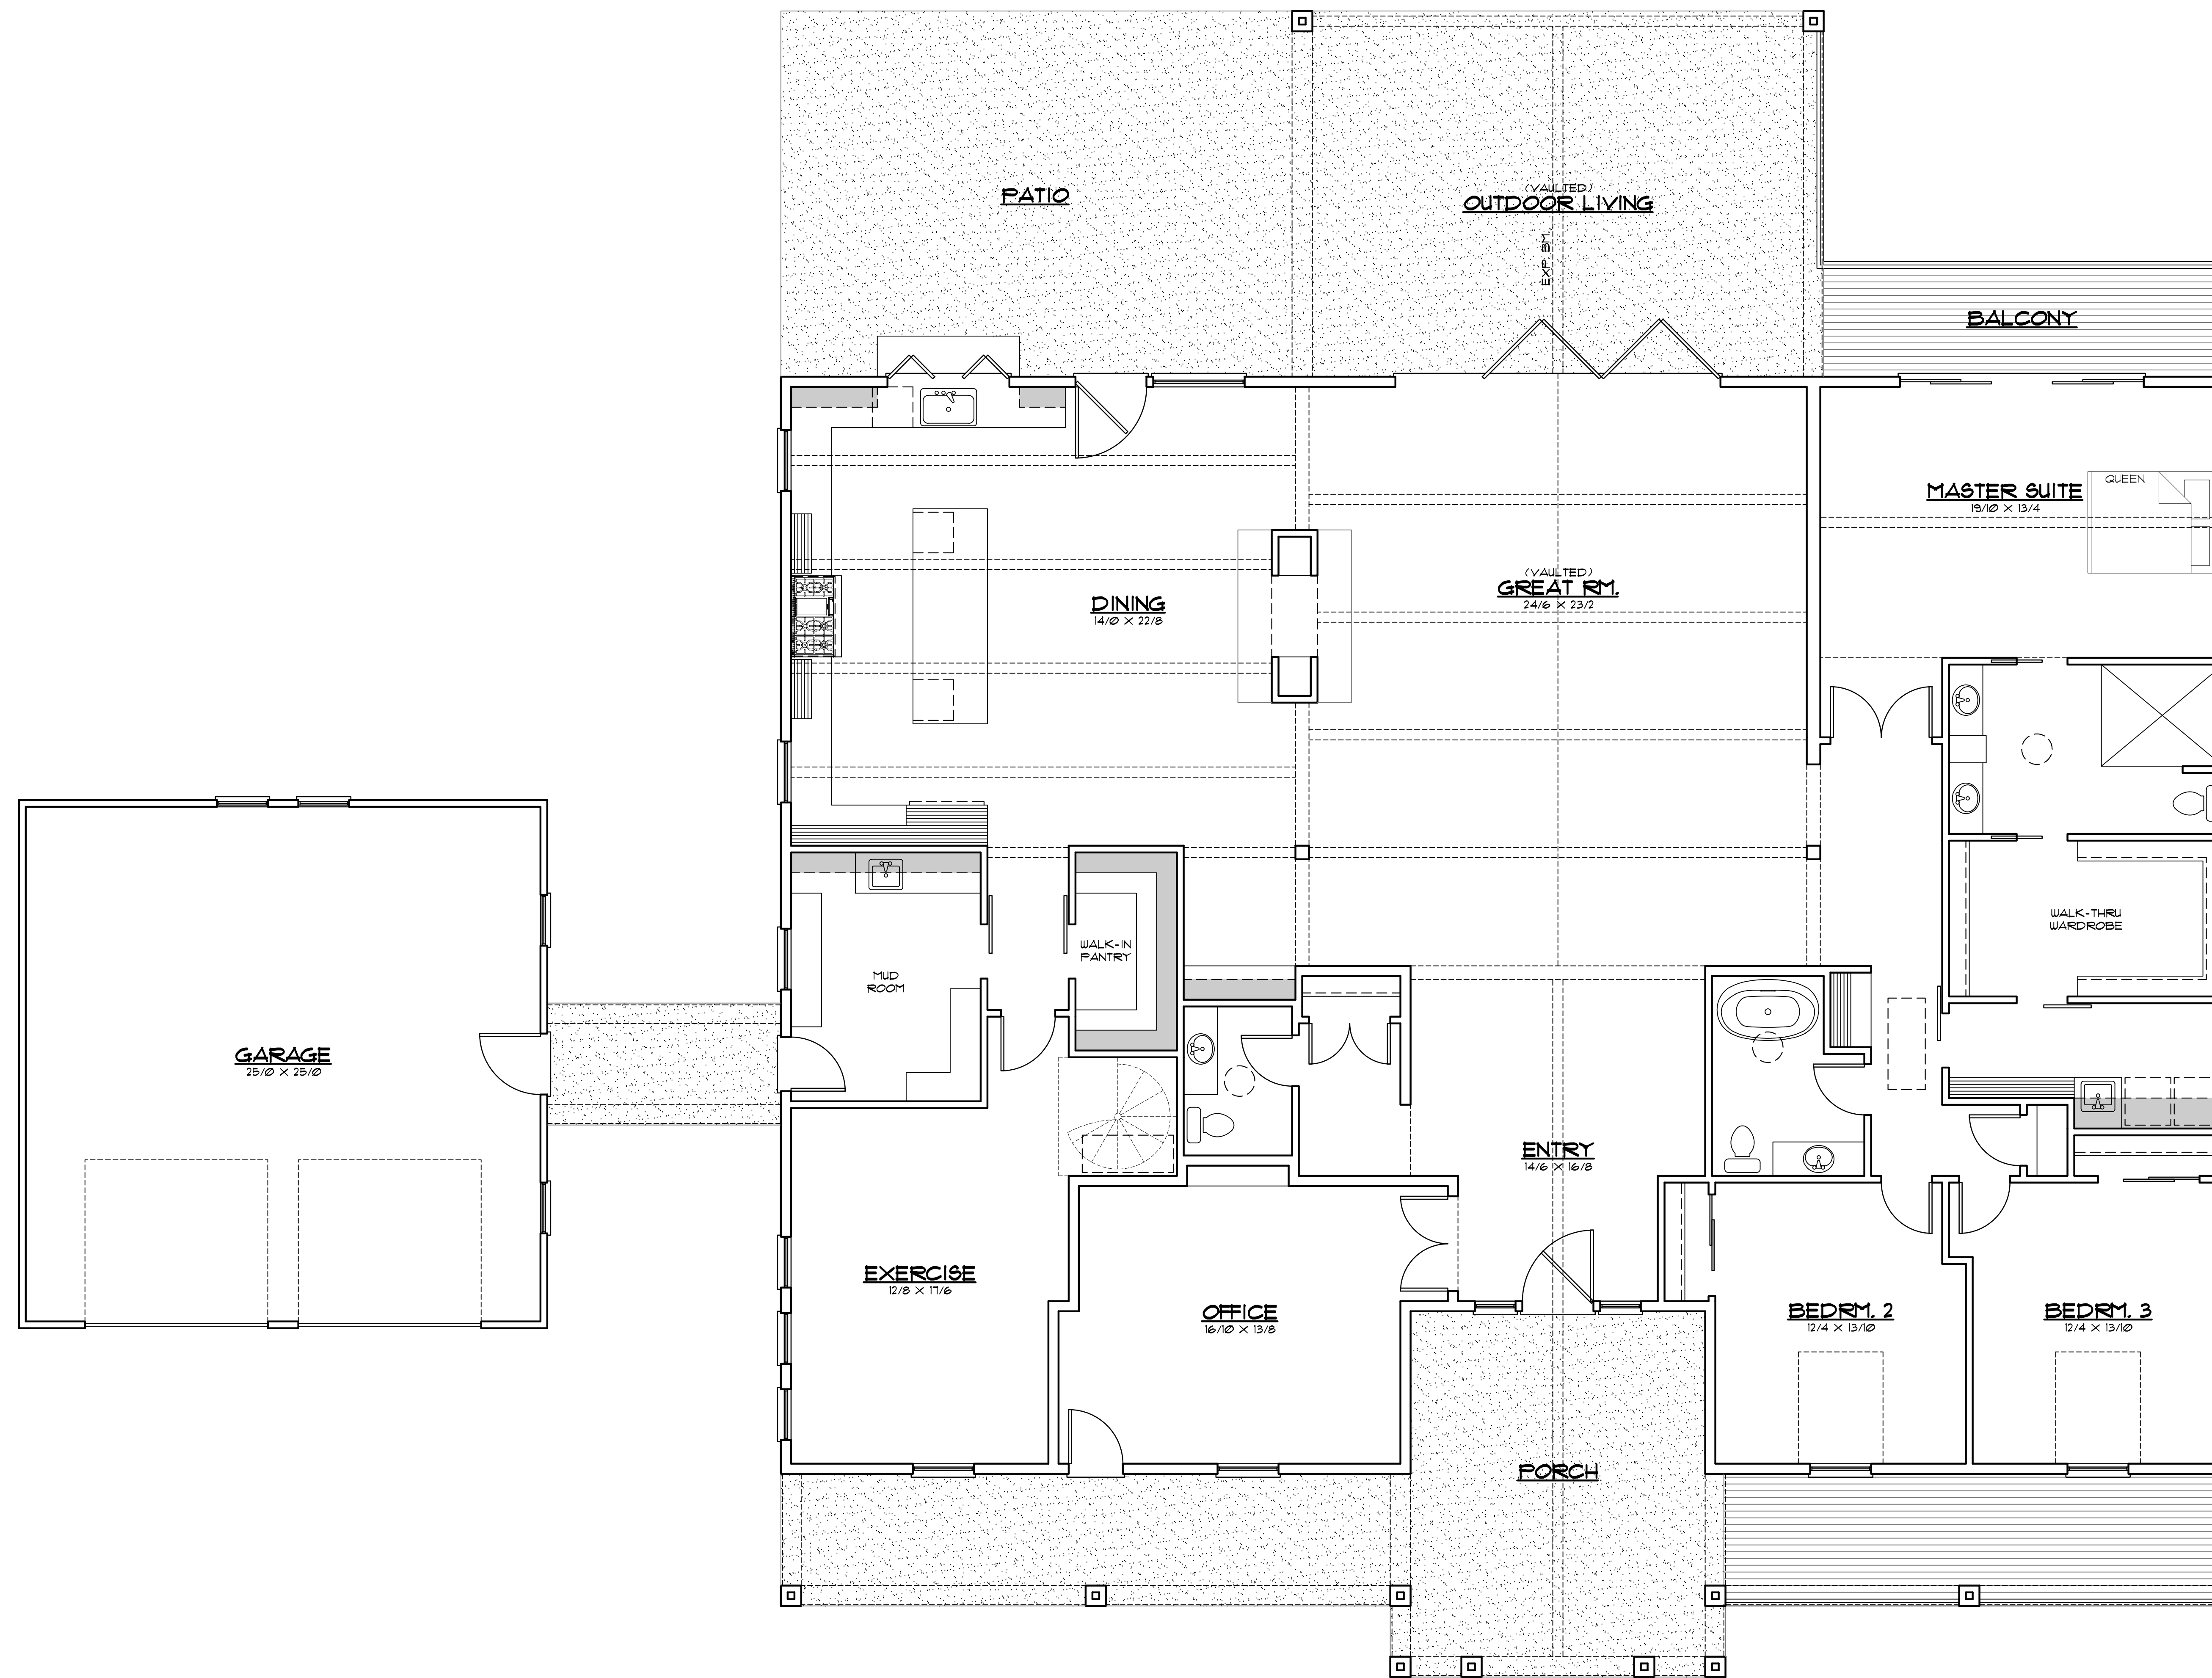 PATIO
(VAULTED)
OUTDOOR LIVING
EXP. BM.
BALCONY
MASTER SUITE
19/10 X 13/4
QUEEN
DINING
14/0 X 22/8
(VAULTED)
GREAT RM.
24/6 X 23/2
WALK-THRU
WARDROBE
WALK-IN
PANTRY
MUD
ROOM
GARAGE
25/0 X 25/0
ENTRY
14/6 X 16/8
EXERCISE
12/8 X 17/6
OFFICE
16/10 X 13/8
BEDRM. 2
12/4 X 13/10
BEDRM. 3
12/4 X 13/10
PORCH